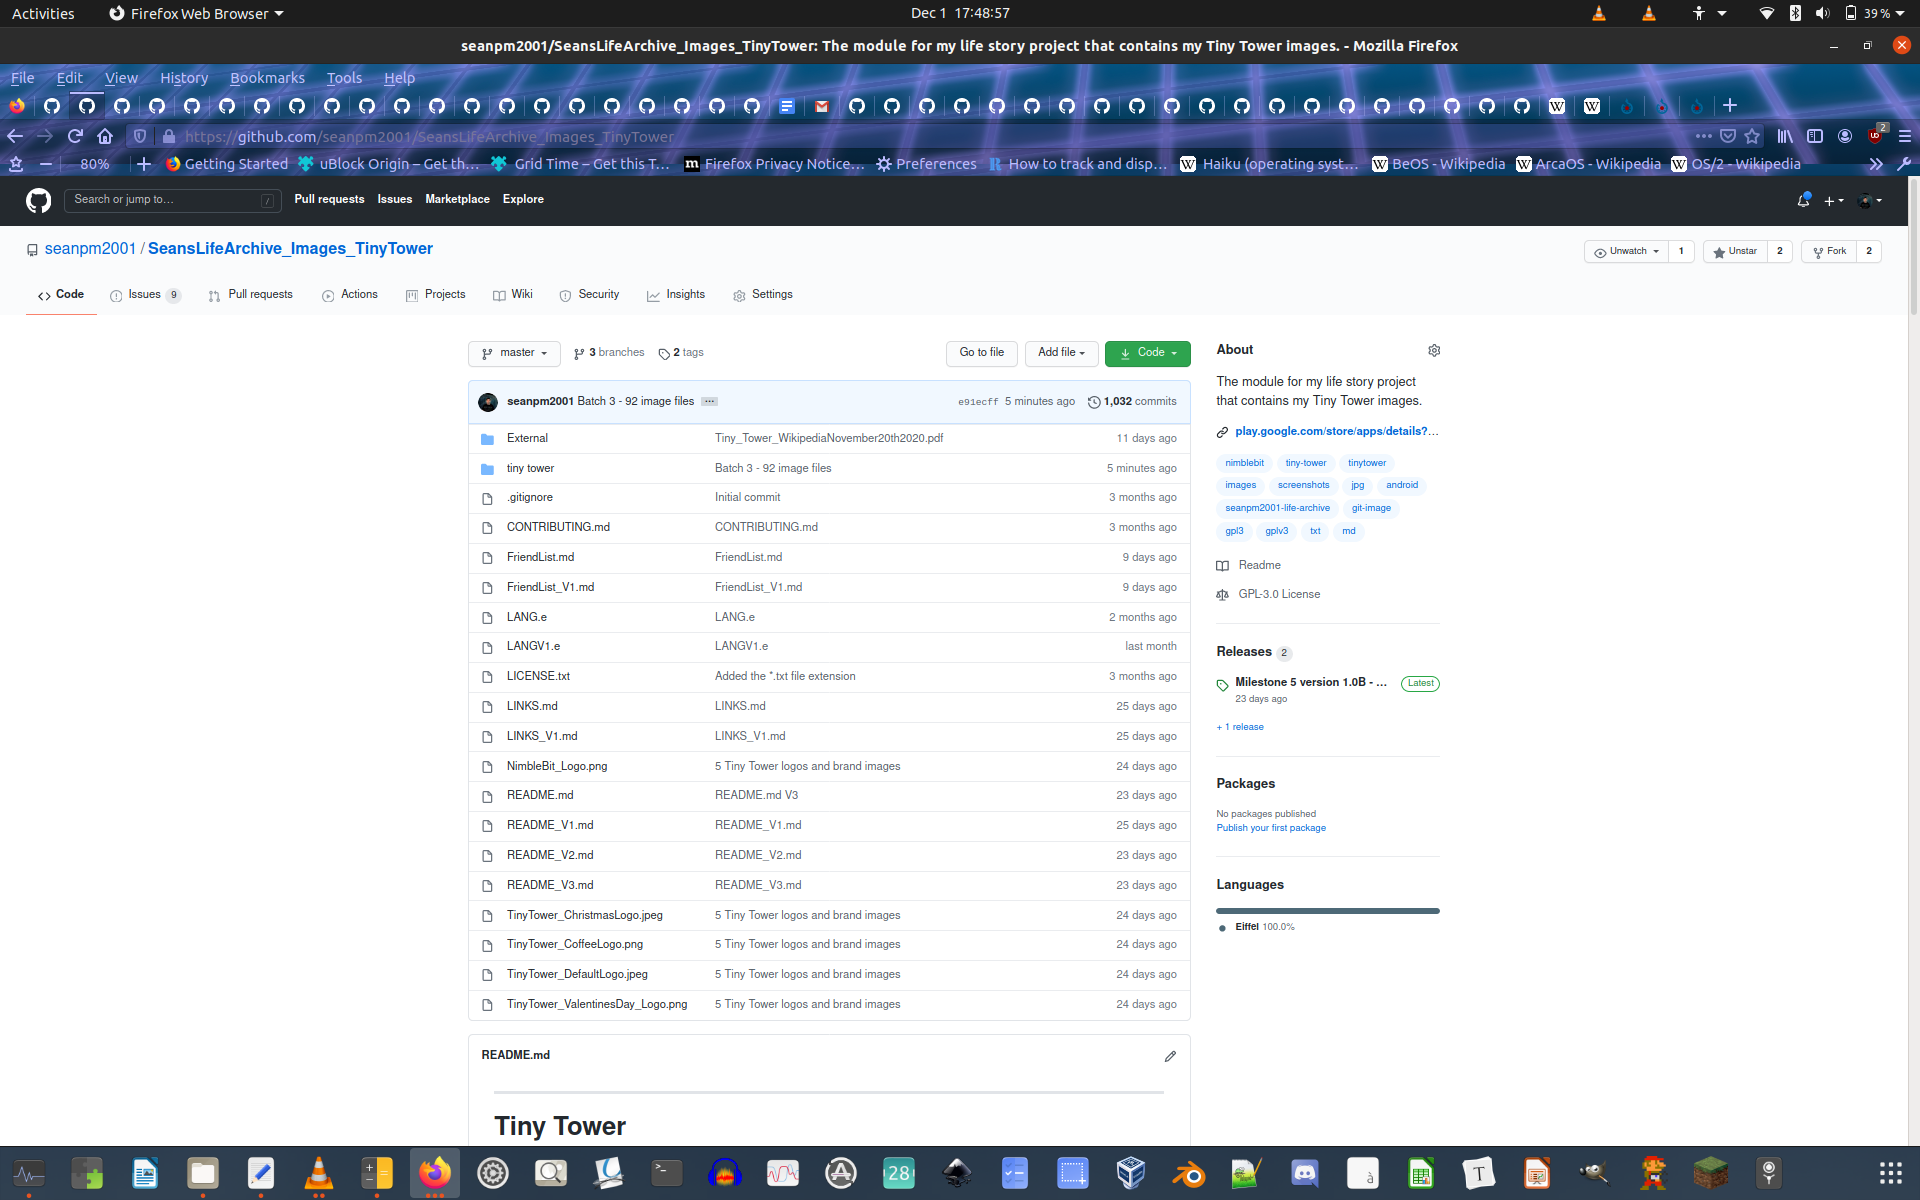 Activities
Firefox Web Browser
Dec 1 17:48:57
39 %
seanpm2001/SeansLifeArchive_Images_TinyTower: The module for my life story project that contains my Tiny Tower images. - Mozilla Firefox
File Edit View History Bookmarks Tools Help
https://github.com/seanpm2001/SeansLifeArchive_Images_TinyTower
2
80%
Getting Started
uBlock Origin – Get th…
Grid Time – Get this T…
Firefox Privacy Notice…
Preferences
How to track and disp…
Haiku (operating syst…
BeOS - Wikipedia
ArcaOS - Wikipedia
OS/2 - Wikipedia
Search or jump to…
/
Pull requests Issues Marketplace Explore
seanpm2001 / SeansLifeArchive_Images_TinyTower
Unwatch 1
Unstar 2
Fork 2
Code
Issues 9
Pull requests
Actions
Projects
Wiki
Security
Insights
Settings
master
3 branches
2 tags
Go to file
Add file
Code
seanpm2001 Batch 3 - 92 image files ... e91ecff 5 minutes ago 1,032 commits
External Tiny_Tower_WikipediaNovember20th2020.pdf 11 days ago
tiny tower Batch 3 - 92 image files 5 minutes ago
.gitignore Initial commit 3 months ago
CONTRIBUTING.md CONTRIBUTING.md 3 months ago
FriendList.md FriendList.md 9 days ago
FriendList_V1.md FriendList_V1.md 9 days ago
LANG.e LANG.e 2 months ago
LANGV1.e LANGV1.e last month
LICENSE.txt Added the *.txt file extension 3 months ago
LINKS.md LINKS.md 25 days ago
LINKS_V1.md LINKS_V1.md 25 days ago
NimbleBit_Logo.png 5 Tiny Tower logos and brand images 24 days ago
README.md README.md V3 23 days ago
README_V1.md README_V1.md 25 days ago
README_V2.md README_V2.md 23 days ago
README_V3.md README_V3.md 23 days ago
TinyTower_ChristmasLogo.jpeg 5 Tiny Tower logos and brand images 24 days ago
TinyTower_CoffeeLogo.png 5 Tiny Tower logos and brand images 24 days ago
TinyTower_DefaultLogo.jpeg 5 Tiny Tower logos and brand images 24 days ago
TinyTower_ValentinesDay_Logo.png 5 Tiny Tower logos and brand images 24 days ago
README.md
Tiny Tower
About
The module for my life story project
that contains my Tiny Tower images.
play.google.com/store/apps/details?…
nimblebit tiny-tower tinytower
images screenshots jpg android
seanpm2001-life-archive git-image
gpl3 gplv3 txt md
Readme
GPL-3.0 License
Releases 2
Milestone 5 version 1.0B - … Latest
23 days ago
+ 1 release
Packages
No packages published
Publish your first package
Languages
Eiffel 100.0%
28